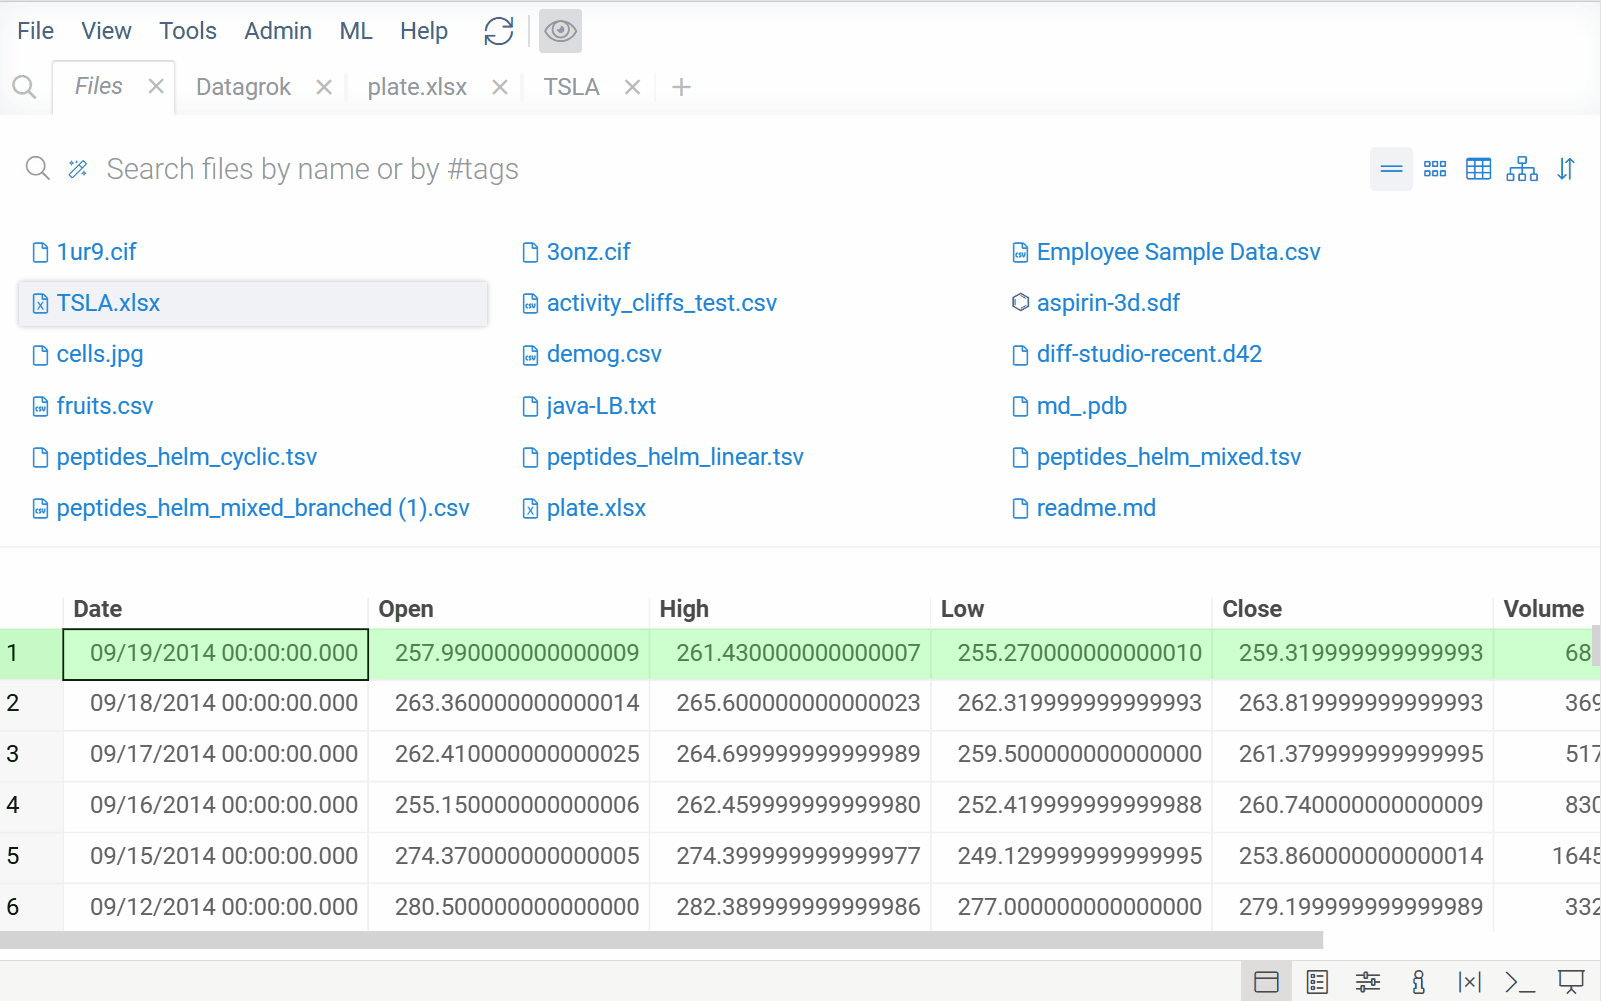 File View Tools Admin ML Help
Files Datagrok plate.xlsx TSLA
Search files by name or by #tags
1ur9.cif 3onz.cif Employee Sample Data.csv
TSLA.xlsx activity_cliffs_test.csv aspirin-3d.sdf
cells.jpg demog.csv diff-studio-recent.d42
fruits.csv java-LB.txt md_.pdb
peptides_helm_cyclic.tsv peptides_helm_linear.tsv peptides_helm_mixed.tsv
peptides_helm_mixed_branched (1).csv plate.xlsx readme.md
Date Open High Low Close Volume
1 09/19/2014 00:00:00.000 257.990000000000009 261.430000000000007 255.270000000000010 259.319999999999993 68
2 09/18/2014 00:00:00.000 263.360000000000014 265.600000000000023 262.319999999999993 263.819999999999993 369
3 09/17/2014 00:00:00.000 262.410000000000025 264.699999999999989 259.500000000000000 261.379999999999995 517
4 09/16/2014 00:00:00.000 255.150000000000006 262.459999999999980 252.419999999999988 260.740000000000009 830
5 09/15/2014 00:00:00.000 274.370000000000005 274.399999999999977 249.129999999999995 253.860000000000014 1645
6 09/12/2014 00:00:00.000 280.500000000000000 282.389999999999986 277.000000000000000 279.199999999999989 332